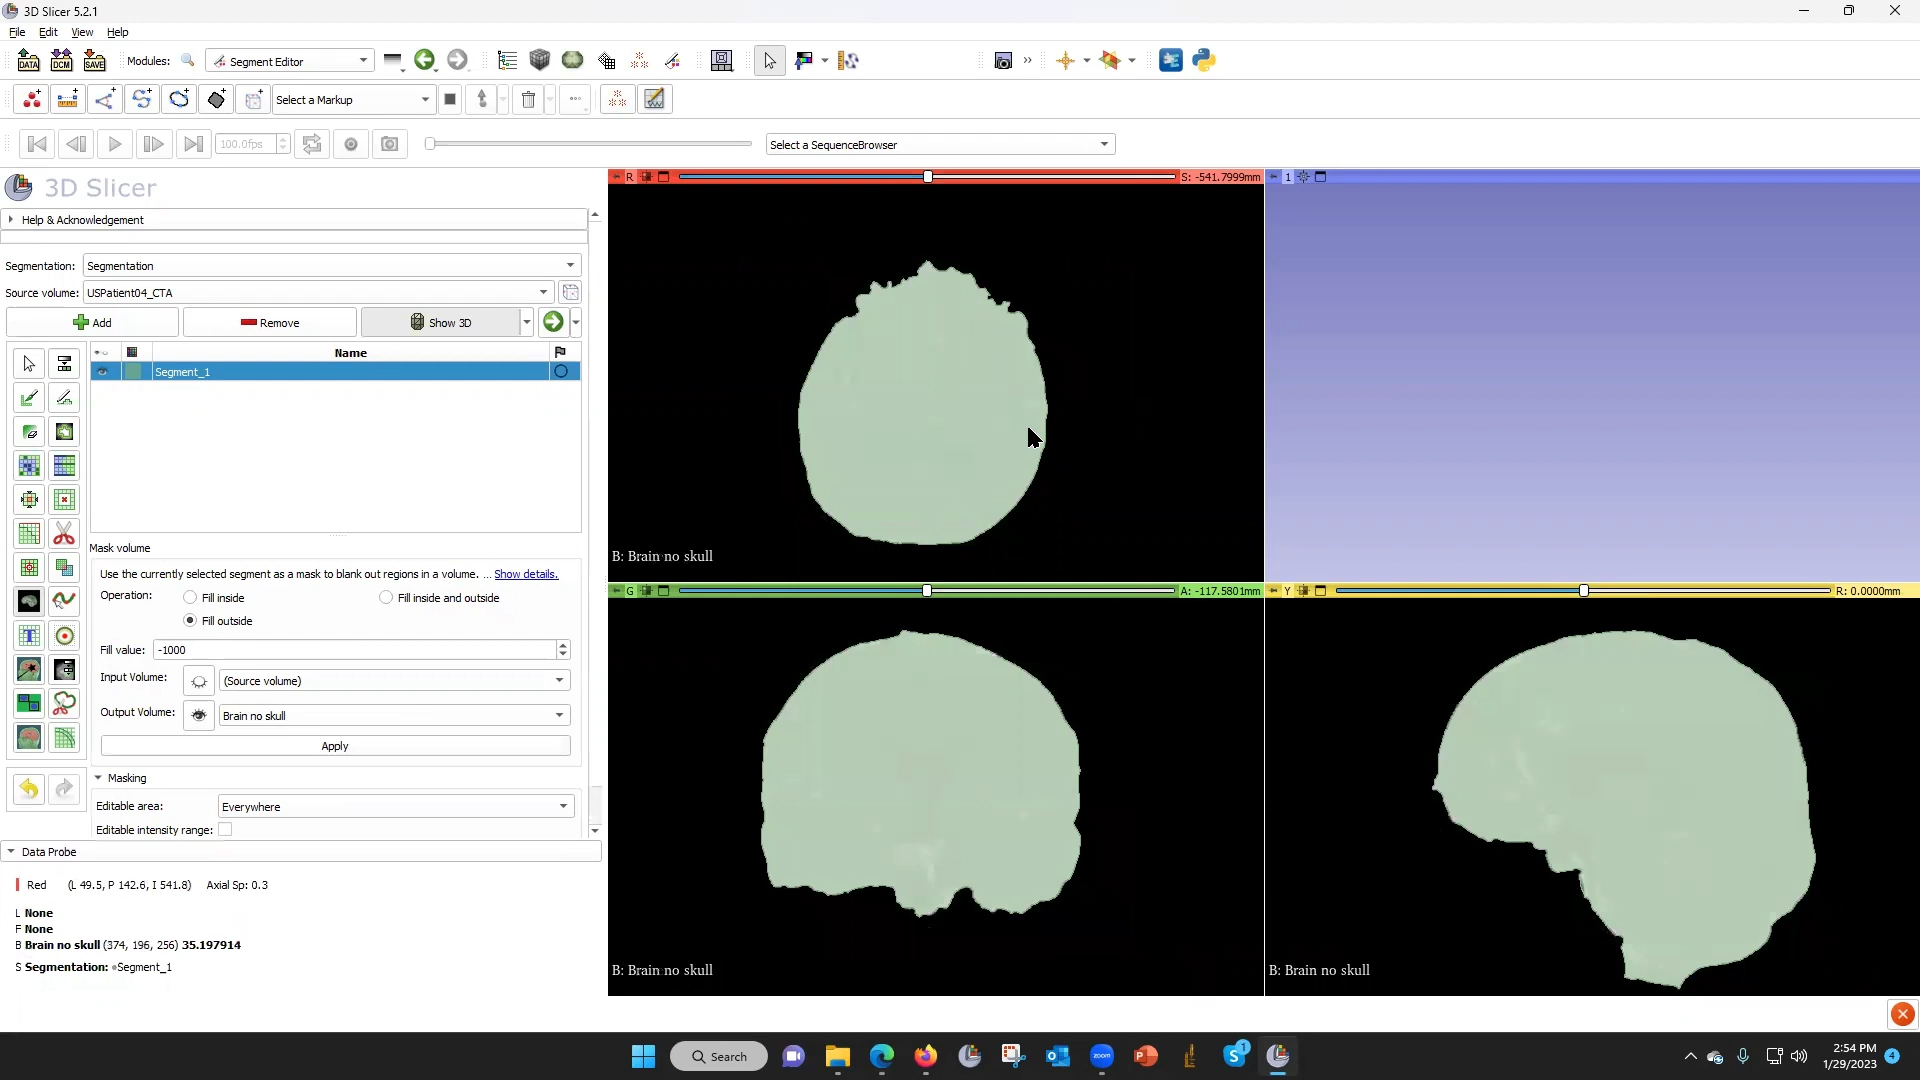 3D Slicer 5.2.1
File Edit View Help
DATA DCM SAVE Modules: Segment Editor
Select a Markup
100.0fps Select a SequenceBrowser
3D Slicer
Help & Acknowledgement
Segmentation: Segmentation
Source volume: USPatient04_CTA
Add Remove Show 3D
Name
Segment_1
Mask volume
Use the currently selected segment as a mask to blank out regions in a volume. ... Show details.
Operation: Fill inside Fill inside and outside
Fill outside
Fill value: -1000
Input Volume: (Source volume)
Output Volume: Brain no skull
Apply
Masking
Editable area: Everywhere
Editable intensity range:
Data Probe
Red (L 49.5, P 142.6, I 541.8) Axial Sp: 0.3
L None
F None
B Brain no skull (374, 196, 256) 35.197914
S Segmentation: Segment_1
R S: -541.7999mm
B: Brain no skull
1
G A: -117.5801mm
B: Brain no skull
Y R: 0.0000mm
B: Brain no skull
Search zoom 1
2:54 PM
1/29/2023 4